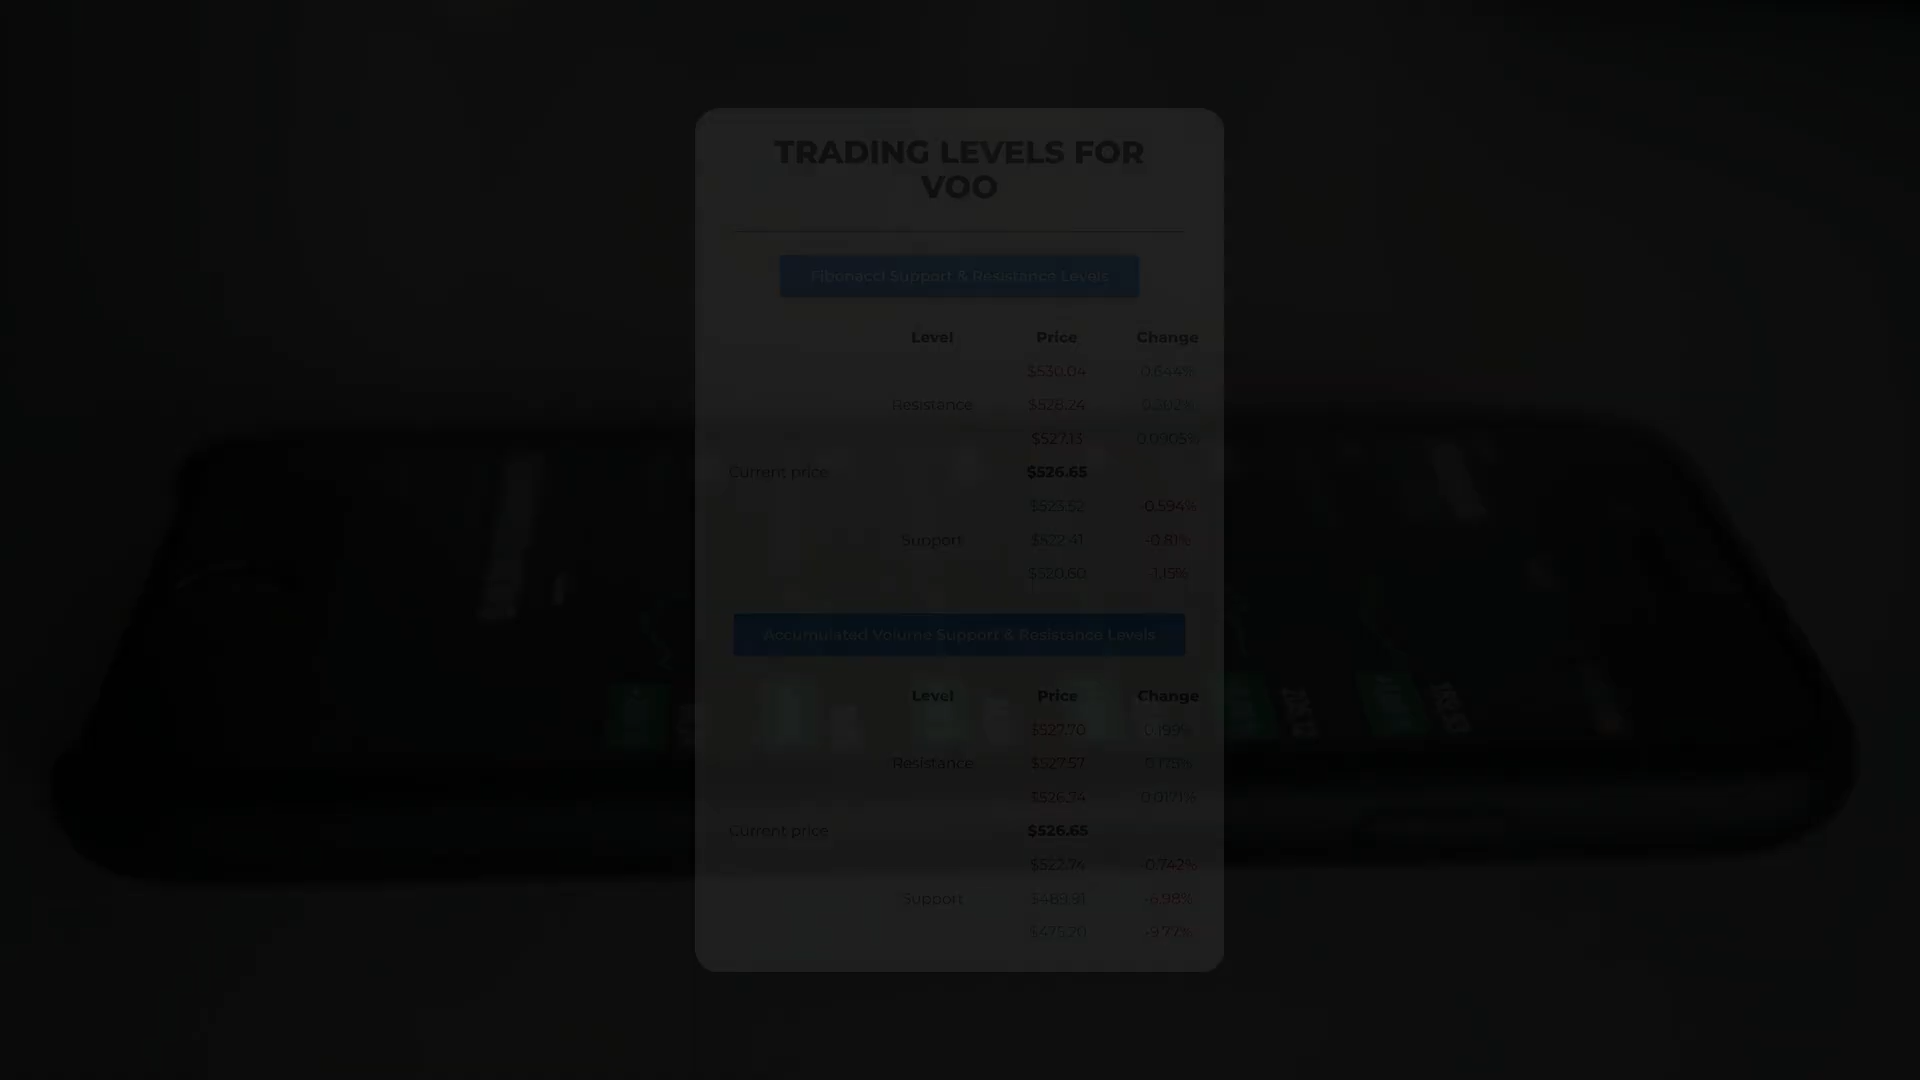 TRADING LEVELS FOR
VOO
Fibonacci Support & Resistance Levels
Level Price Change
$530.04 0.644%
Resistance $528.24 0.302%
$527.13 0.0905%
Current price $526.65
$523.52 -0.594%
Support $522.41 -0.81%
$520.60 -1.15%
Accumulated Volume Support & Resistance Levels
Level Price Change
$527.70 0.199%
Resistance $527.57 0.175%
$526.74 0.0171%
Current price $526.65
$522.74 -0.742%
Support $489.91 -6.98%
$475.20 -9.77%